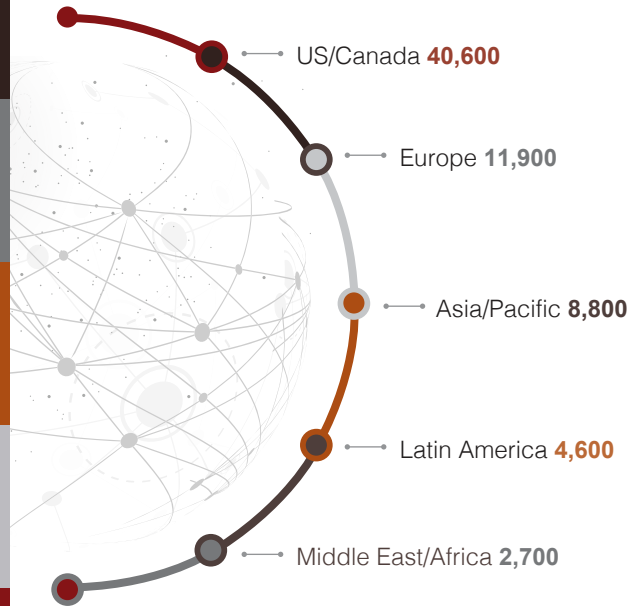 US/Canada 40,600
Europe 11,900
Asia/Pacific 8,800
Latin America 4,600
Middle East/Africa 2,700